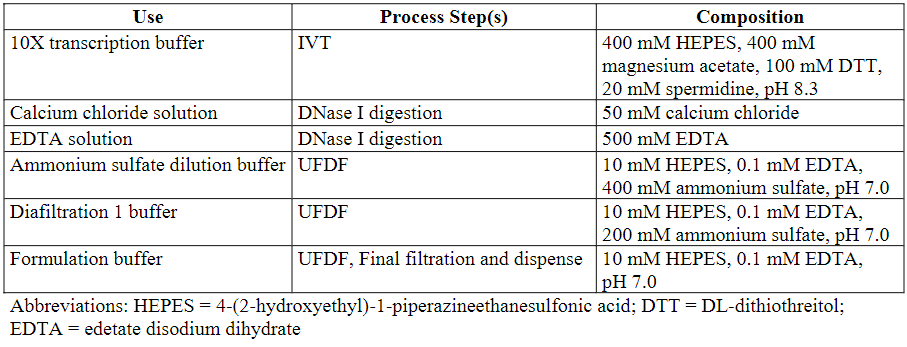 Use Process Step(s) Composition
10X transcription buffer IVT 400 mM HEPES, 400 mM
magnesium acetate, 100 mM DTT,
20 mM spermidine, pH 8.3
Calcium chloride solution DNase I digestion 50 mM calcium chloride
EDTA solution DNase I digestion 500 mM EDTA
Ammonium sulfate dilution buffer UFDF 10 mM HEPES, 0.1 mM EDTA,
400 mM ammonium sulfate, pH 7.0
Diafiltration 1 buffer UFDF 10 mM HEPES, 0.1 mM EDTA,
200 mM ammonium sulfate, pH 7.0
Formulation buffer UFDF, Final filtration and dispense 10 mM HEPES, 0.1 mM EDTA,
pH 7.0
Abbreviations: HEPES = 4-(2-hydroxyethyl)-1-piperazineethanesulfonic acid; DTT = DL-dithiothreitol;
EDTA = edetate disodium dihydrate